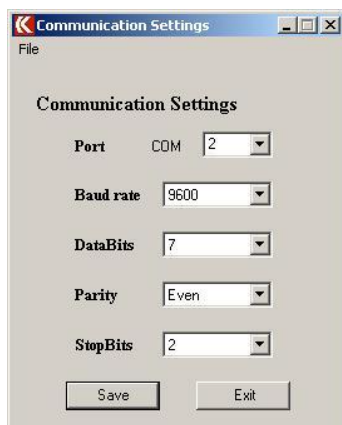 Communication Settings
File
Communication Settings
Port COM 2
Baud rate 9600
DataBits 7
Parity Even
StopBits 2
Save Exit